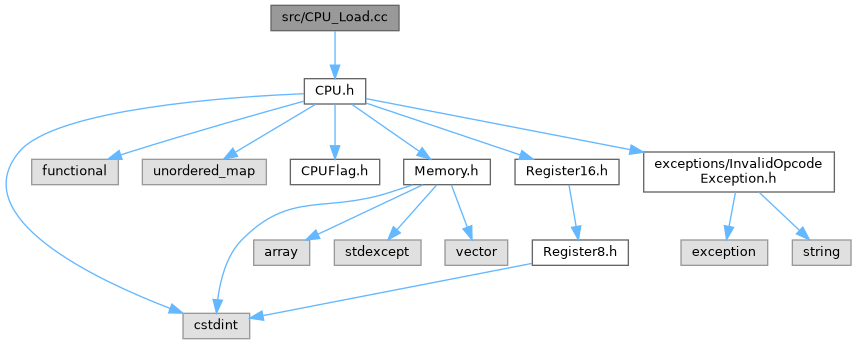 src/CPU_Load.cc
CPU.h
functional
unordered_map
CPUFlag.h
Memory.h
Register16.h
exceptions/InvalidOpcode
Exception.h
array
stdexcept
vector
Register8.h
exception
string
cstdint